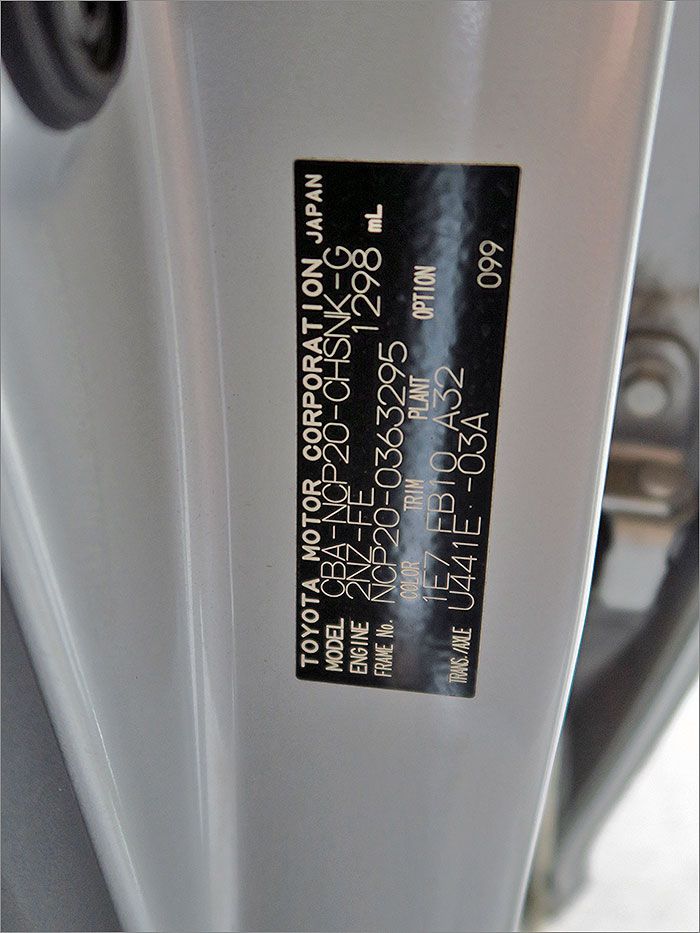 TOYOTA MOTOR CORPORATION JAPAN
MODEL CBA-NCP20-CHSNK-G
ENGINE 2NZ-FE 1298 mL
FRAME No. NCP20-0363295
COLOR TRIM PLANT OPTION
1E7 FB10 A32
TRANS./AXLE U441E -03A 099